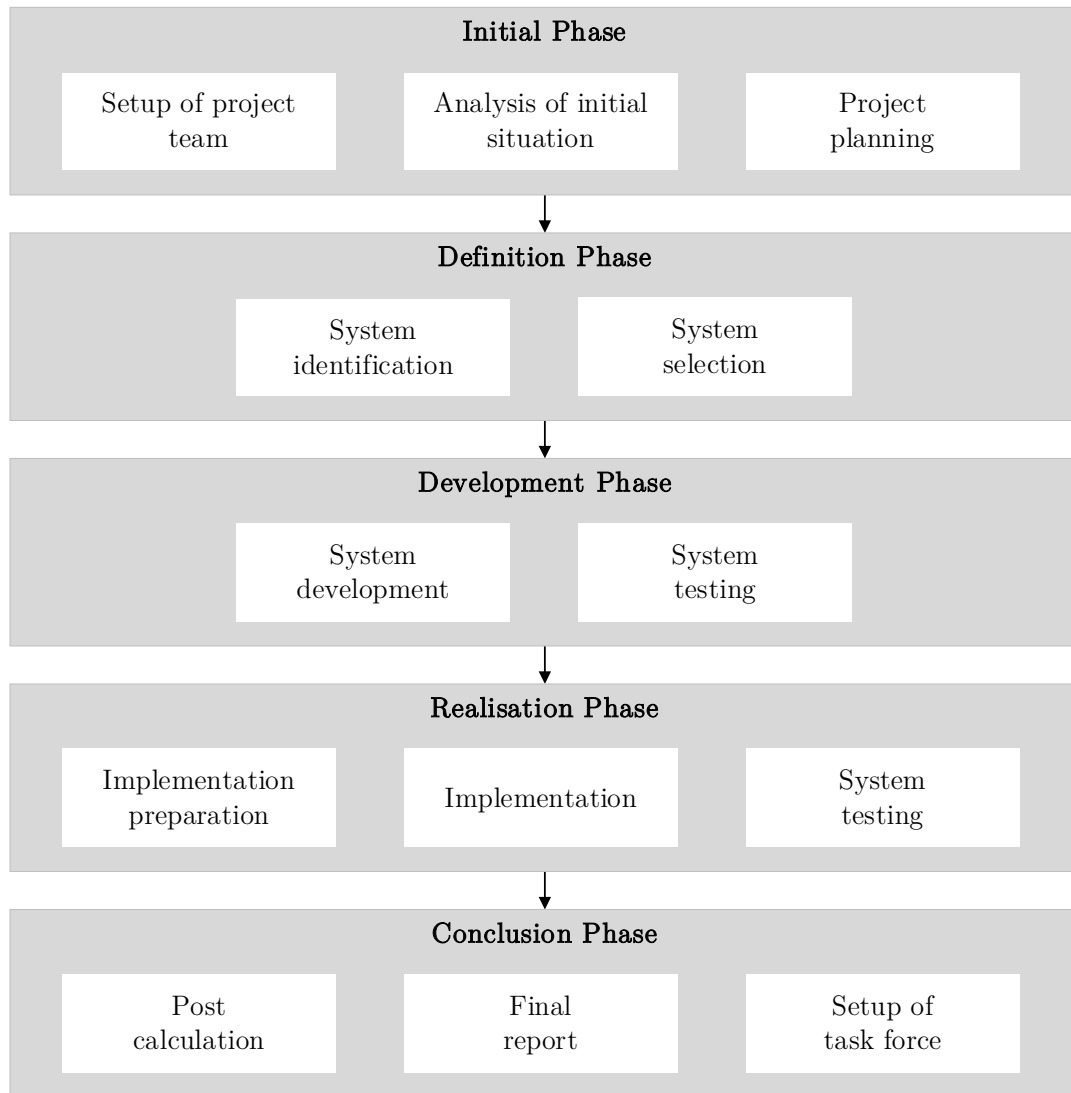 Initial Phase
Setup of project
team
Analysis of initial
situation
Project
planning
Definition Phase
System
identification
System
selection
Development Phase
System
development
System
testing
Realisation Phase
Implementation
preparation
Implementation
System
testing
Conclusion Phase
Post
calculation
Final
report
Setup of
task force